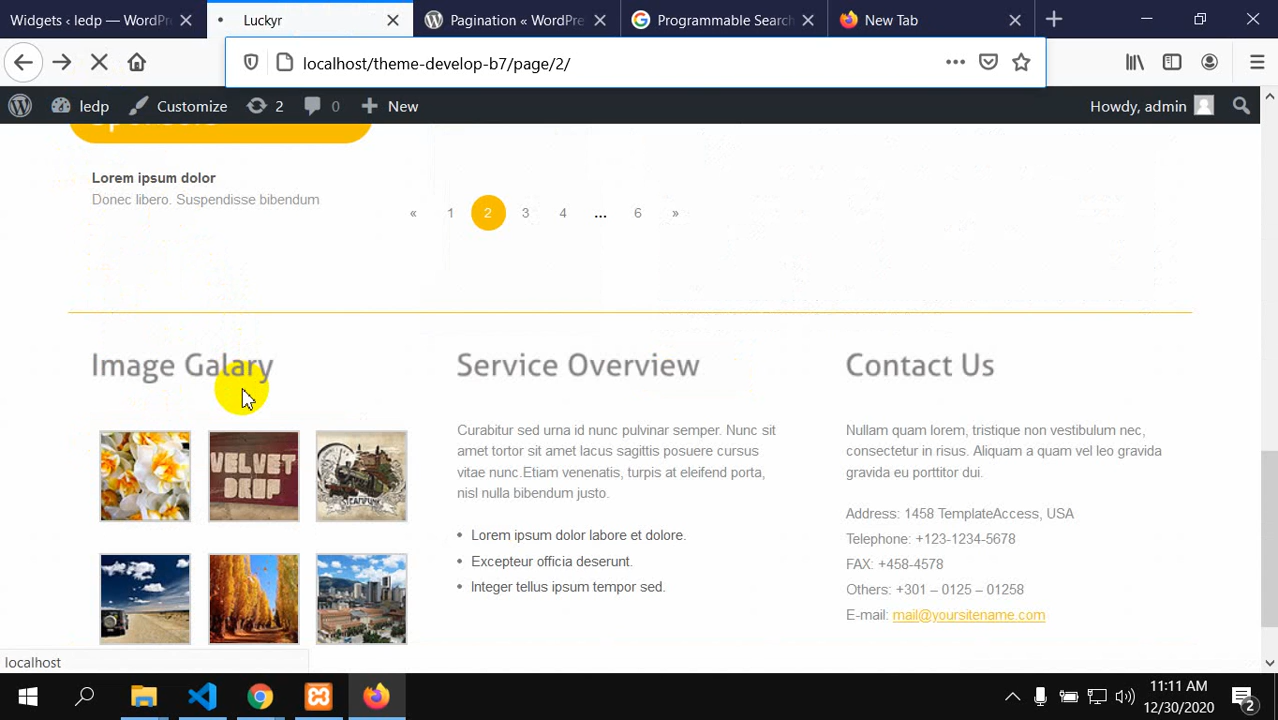 Widgets ‹ ledp — WordPre
Luckyr
Pagination « WordPre
Programmable Search
New Tab
localhost/theme-develop-b7/page/2/
ledp
Customize
2
0
New
Howdy, admin
Lorem ipsum dolor
Donec libero. Suspendisse bibendum
« 1 2 3 4 ... 6 »
Image Galary
VELVET
DROP
Service Overview
Curabitur sed urna id nunc pulvinar semper. Nunc sit
amet tortor sit amet lacus sagittis posuere cursus
vitae nunc.Etiam venenatis, turpis at eleifend porta,
nisl nulla bibendum justo.
• Lorem ipsum dolor labore et dolore.
• Excepteur officia deserunt.
• Integer tellus ipsum tempor sed.
Contact Us
Nullam quam lorem, tristique non vestibulum nec,
consectetur in risus. Aliquam a quam vel leo gravida
gravida eu porttitor dui.
Address: 1458 TemplateAccess, USA
Telephone: +123-1234-5678
FAX: +458-4578
Others: +301 – 0125 – 01258
E-mail: mail@yoursitename.com
localhost
11:11 AM
12/30/2020
2